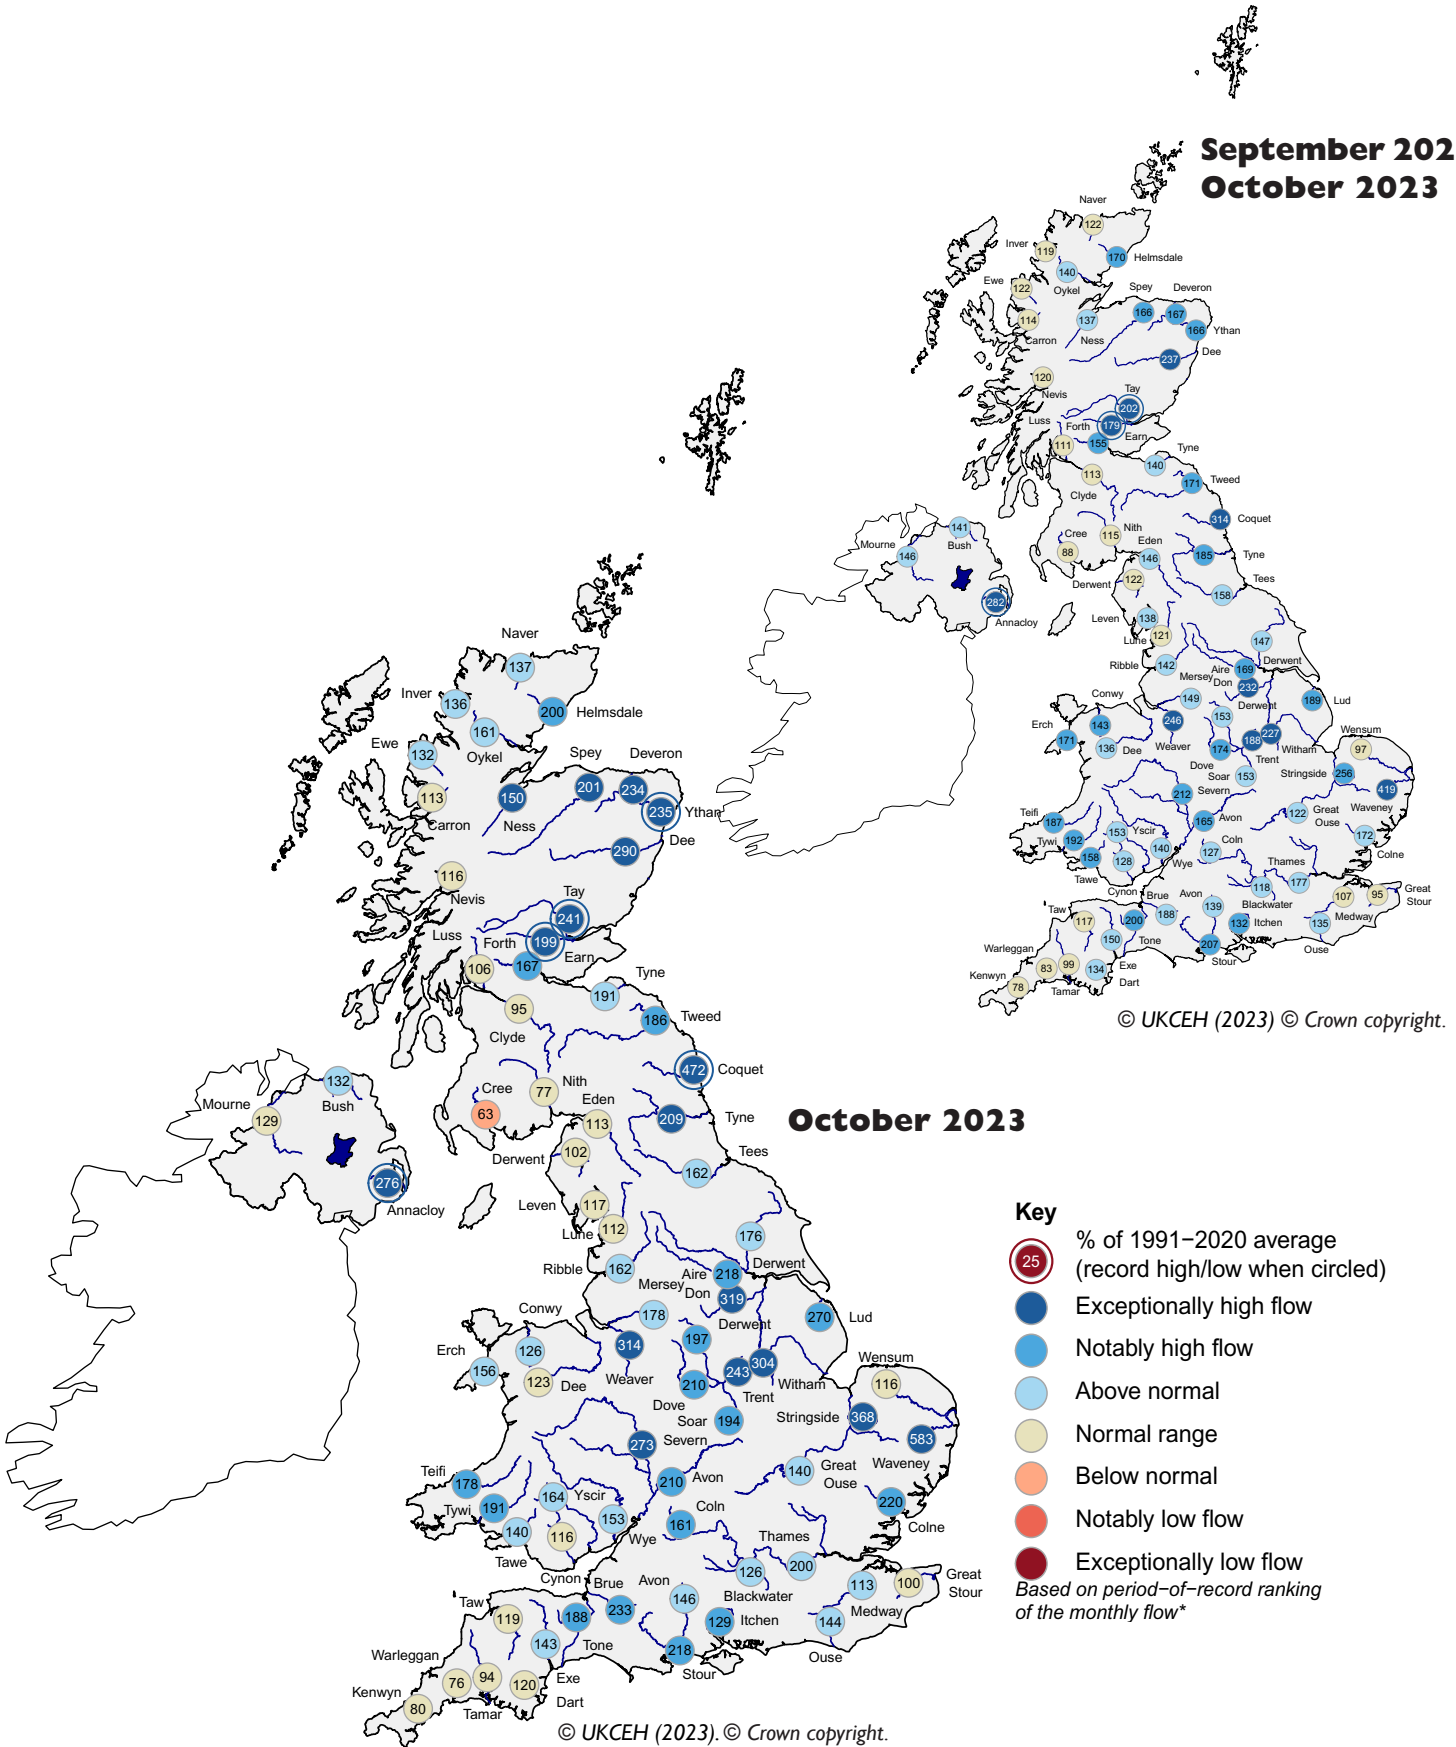 September 202
October 2023
Naver
122
Inver
119
170
Helmsdale
140
Oykel
Ewe
122
Spey
Deveron
114
Carron
137
Ness
166
167
166
Ythan
Dee
237
120
Nevis
Tay
202
Luss
Forth
179
Earn
111
155
Tyne
140
113
Clyde
171
Tweed
314
Coquet
141
Bush
Mourne
146
282
Annacloy
Cree
88
115
Nith
Eden
146
185
Tyne
Derwent
122
Tees
158
Leven
138
Lune
121
147
Derwent
Ribble
142
Aire
169
Mersey
Don
232
149
189
Lud
Conwy
143
Erch
171
136
Dee
246
Weaver
153
Derwent
227
188
Witham
Trent
174
Dove
Soar
153
Wensum
97
Stringside
256
419
Waveney
212
Severn
122
Great
Ouse
172
Colne
Teifi
187
Tywi
192
153
Yscir
165
Avon
158
Tawe
128
Cynon
140
Wye
Coln
127
Thames
118
177
Blackwater
107
95
Great
Stour
Medway
Brue
188
Avon
139
132
Itchen
135
Ouse
Taw
117
200
Tone
150
207
Stour
Warleggan
83
99
134
Exe
Dart
Kenwyn
78
Tamar
© UKCEH (2023) © Crown copyright.
October 2023
Naver
137
Inver
136
200
Helmsdale
161
Oykel
Ewe
132
Spey
Deveron
113
Carron
150
Ness
201
234
235
Ythan
Dee
290
116
Nevis
Tay
241
Luss
Forth
199
Earn
106
167
Tyne
191
95
Clyde
186
Tweed
472
Coquet
132
Bush
Mourne
129
276
Annacloy
Cree
63
77
Nith
Eden
113
209
Tyne
Derwent
102
Tees
162
Leven
117
Lune
112
176
Derwent
Ribble
162
Aire
218
Mersey
Don
319
178
270
Lud
Conwy
126
Erch
156
123
Dee
314
Weaver
197
Derwent
304
243
Witham
Trent
210
Dove
Soar
194
Wensum
116
Stringside
368
583
Waveney
273
Severn
140
Great
Ouse
220
Colne
Teifi
178
Tywi
191
164
Yscir
210
Avon
140
Tawe
116
Cynon
153
Wye
Coln
161
Thames
126
200
Blackwater
113
100
Great
Stour
Medway
Brue
233
Avon
146
129
Itchen
144
Ouse
Taw
119
188
Tone
143
218
Stour
Warleggan
76
94
120
Exe
Dart
Kenwyn
80
Tamar
© UKCEH (2023). © Crown copyright.
Key
25
% of 1991−2020 average
(record high/low when circled)
Exceptionally high flow
Notably high flow
Above normal
Normal range
Below normal
Notably low flow
Exceptionally low flow
Based on period−of−record ranking
of the monthly flow*